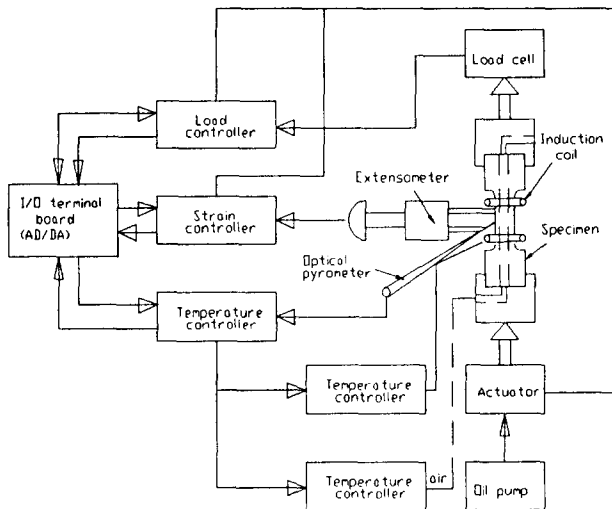 Load cell
Load
controller
Induction
coil
Extensometer
I/O terminal
board
(AD/DA)
Strain
controller
Specimen
Optical
pyrometer
Temperature
controller
Temperature
controller
Actuator
Temperature
controller
air
Oil pump